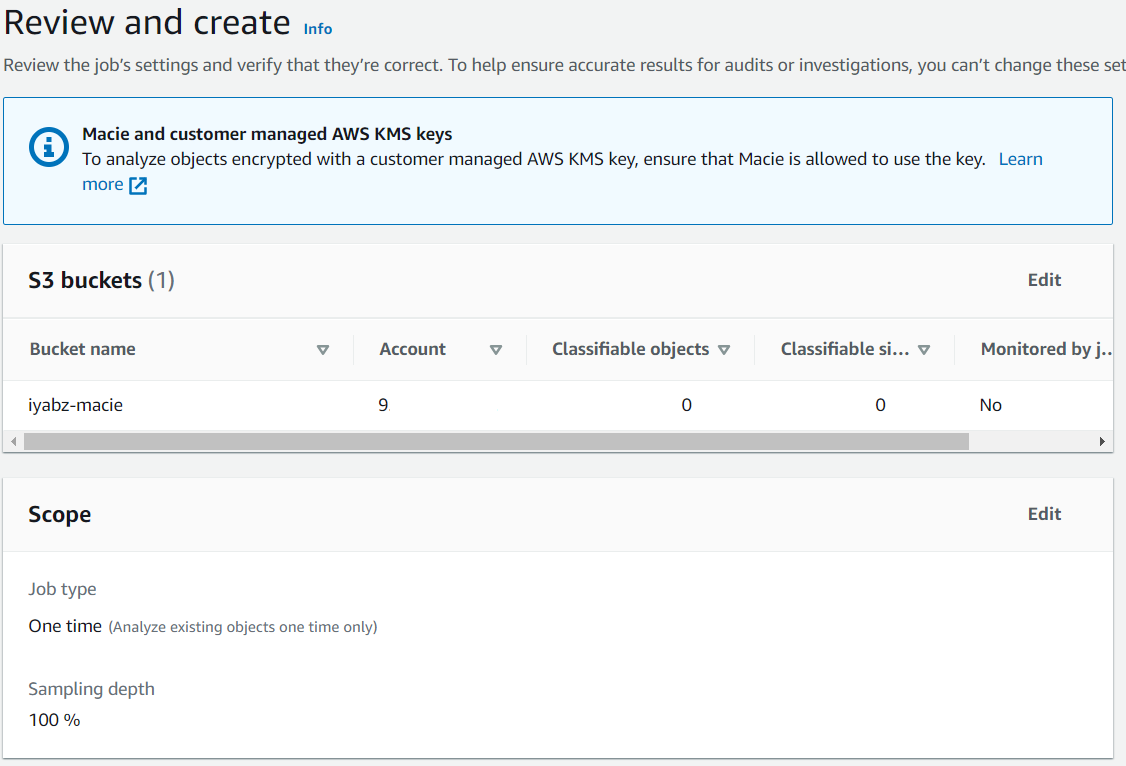 Review and create Info
Review the job's settings and verify that they're correct. To help ensure accurate results for audits or investigations, you can't change these set
Macie and customer managed AWS KMS keys
To analyze objects encrypted with a customer managed AWS KMS key, ensure that Macie is allowed to use the key. Learn
more
S3 buckets (1) Edit
Bucket name Account Classifiable objects Classifiable si... Monitored by j...
iyabz-macie 9 0 0 No
Scope Edit
Job type
One time (Analyze existing objects one time only)
Sampling depth
100 %